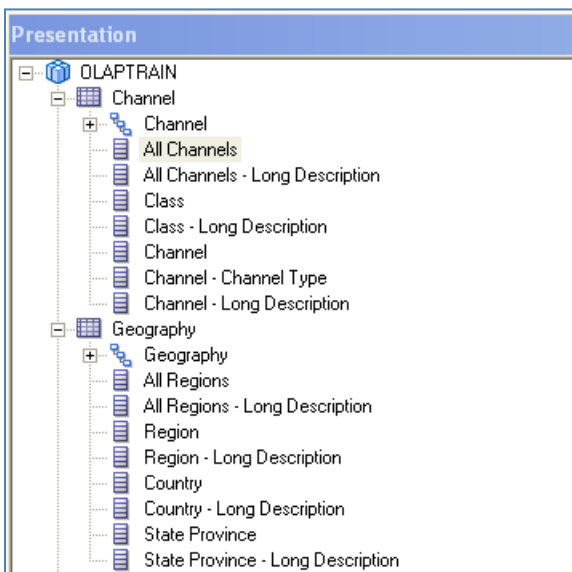 Presentation
OLAPTRAIN
Channel
Channel
All Channels
All Channels - Long Description
Class
Class - Long Description
Channel
Channel - Channel Type
Channel - Long Description
Geography
Geography
All Regions
All Regions - Long Description
Region
Region - Long Description
Country
Country - Long Description
State Province
State Province - Long Description